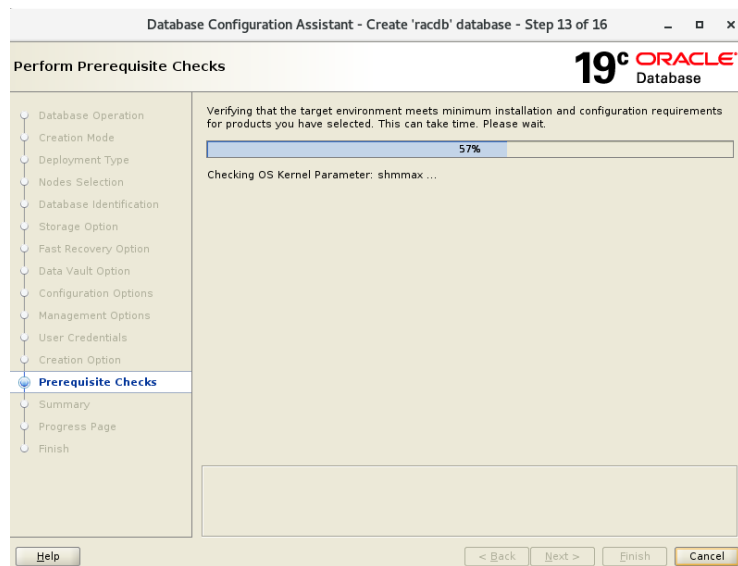 Database Configuration Assistant - Create 'racdb' database - Step 13 of 16
Perform Prerequisite Checks
19c ORACLE
Database
Database Operation
Creation Mode
Deployment Type
Nodes Selection
Database Identification
Storage Option
Fast Recovery Option
Data Vault Option
Configuration Options
Management Options
User Credentials
Creation Option
Prerequisite Checks
Summary
Progress Page
Finish
Verifying that the target environment meets minimum installation and configuration requirements
for products you have selected. This can take time. Please wait.
57%
Checking OS Kernel Parameter: shmmax ...
Help
< Back
Next >
Finish
Cancel